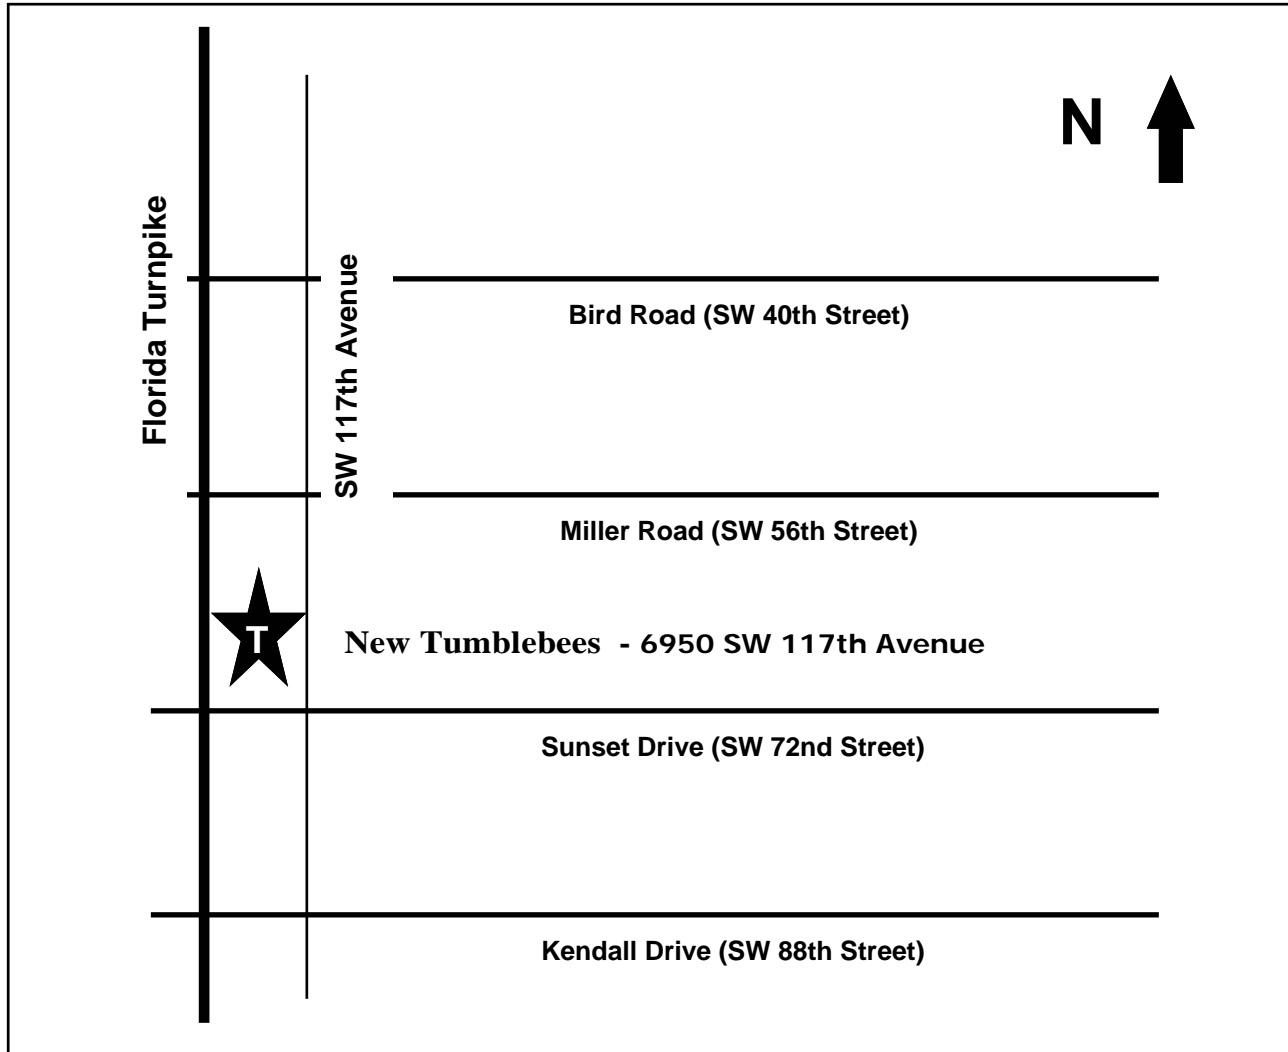 N
Florida Turnpike
SW 117th Avenue
Bird Road (SW 40th Street)
Miller Road (SW 56th Street)
T
New Tumblebees - 6950 SW 117th Avenue
Sunset Drive (SW 72nd Street)
Kendall Drive (SW 88th Street)